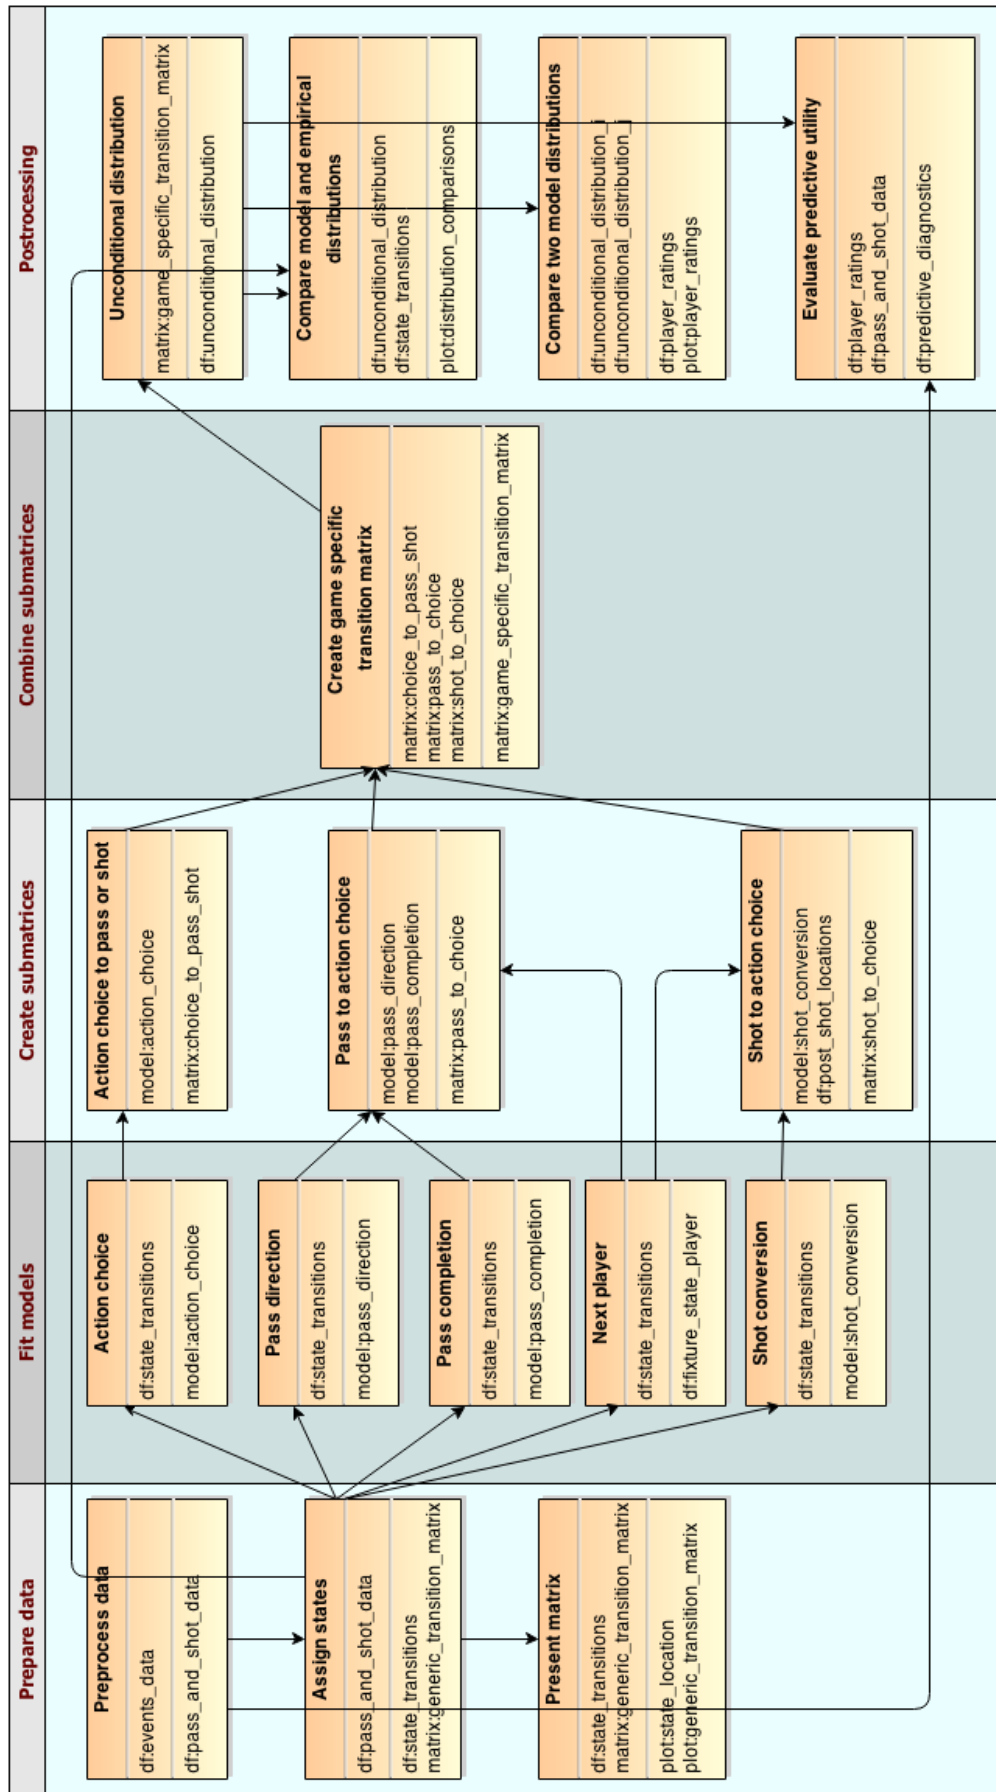 Prepare data
Preprocess data
df:events_data
df:pass_and_shot_data
Assign states
df:pass_and_shot_data
df:state_transitions
matrix:generic_transition_matrix
Present matrix
df:state_transitions
matrix:generic_transition_matrix
plot:state_location
plot:generic_transition_matrix
Fit models
Action choice
df:state_transitions
model:action_choice
Pass direction
df:state_transitions
model:pass_direction
Pass completion
df:state_transitions
model:pass_completion
Next player
df:state_transitions
df:fixture_state_player
Shot conversion
df:state_transitions
model:shot_conversion
Create submatrices
Action choice to pass or shot
model:action_choice
matrix:choice_to_pass_shot
Pass to action choice
model:pass_direction
model:pass_completion
matrix:pass_to_choice
Shot to action choice
model:shot_conversion
df:post_shot_locations
matrix:shot_to_choice
Combine submatrices
Create game specific
transition matrix
matrix:choice_to_pass_shot
matrix:pass_to_choice
matrix:shot_to_choice
matrix:game_specific_transition_matrix
Postrocessing
Unconditional distribution
matrix:game_specific_transition_matrix
df:unconditional_distribution
Compare model and empirical
distributions
df:unconditional_distribution
df:state_transitions
plot:distribution_comparisons
Compare two model distributions
df:unconditional_distribution_i
df:unconditional_distribution_j
df:player_ratings
plot:player_ratings
Evaluate predictive utility
df:player_ratings
df:pass_and_shot_data
df:predictive_diagnostics